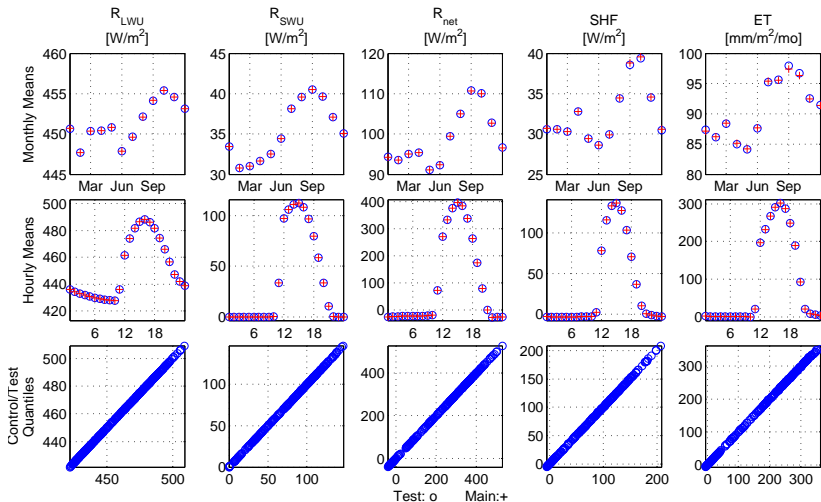 R_LWU [W/m²]
R_SWU [W/m²]
R_net [W/m²]
SHF [W/m²]
ET [mm/m²/mo]
Monthly Means
460
455
450
445
Mar Jun Sep
45
40
35
30
Mar Jun Sep
120
110
100
90
Mar Jun Sep
40
35
30
25
Mar Jun Sep
100
95
90
85
80
Mar Jun Sep
Hourly Means
500
480
460
440
420
6 12 18
100
50
0
6 12 18
400
300
200
100
0
6 12 18
100
50
0
6 12 18
300
200
100
0
6 12 18
Control/Test Quantiles
500
480
460
440
450 500
100
50
0
0 50 100
400
200
0
0 200 400
200
150
100
50
0
0 100 200
300
200
100
0
0 200
Test: o Main:+